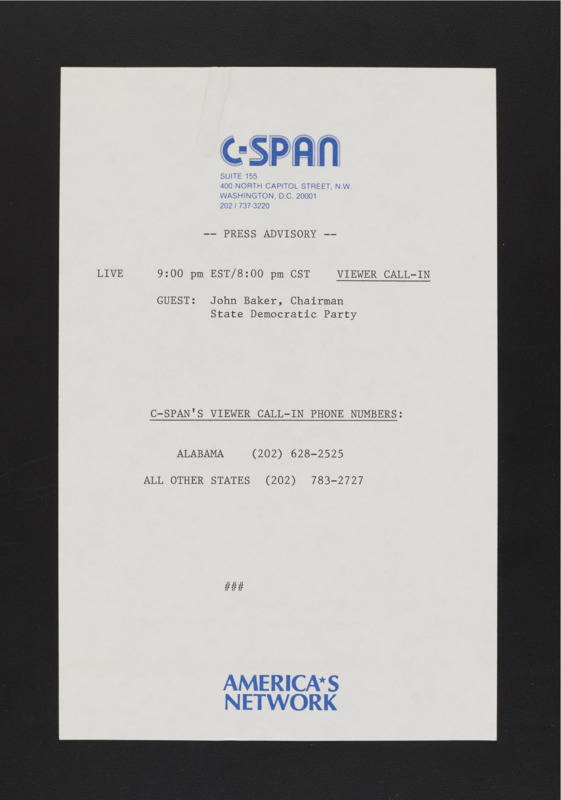 C-SPAN
SUITE 155
400 NORTH CAPITOL STREET, N.W.
WASHINGTON, D.C. 20001
202 / 737-3220
-- PRESS ADVISORY --
LIVE 9:00 pm EST/8:00 pm CST VIEWER CALL-IN
GUEST: John Baker, Chairman
State Democratic Party
C-SPAN'S VIEWER CALL-IN PHONE NUMBERS:
ALABAMA (202) 628-2525
ALL OTHER STATES (202) 783-2727
###
AMERICA★S
NETWORK